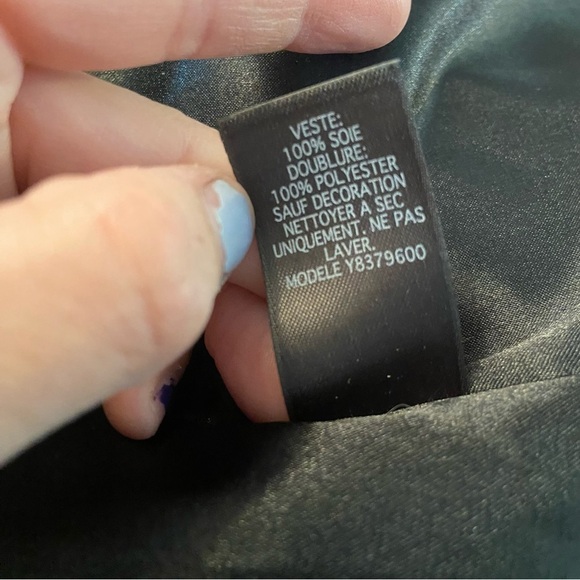 VESTE:
100% SOIE
DOUBLURE:
100% POLYESTER
SAUF DECORATION
NETTOYER A SEC
UNIQUEMENT. NE PAS
LAVER.
MODELE Y8379600